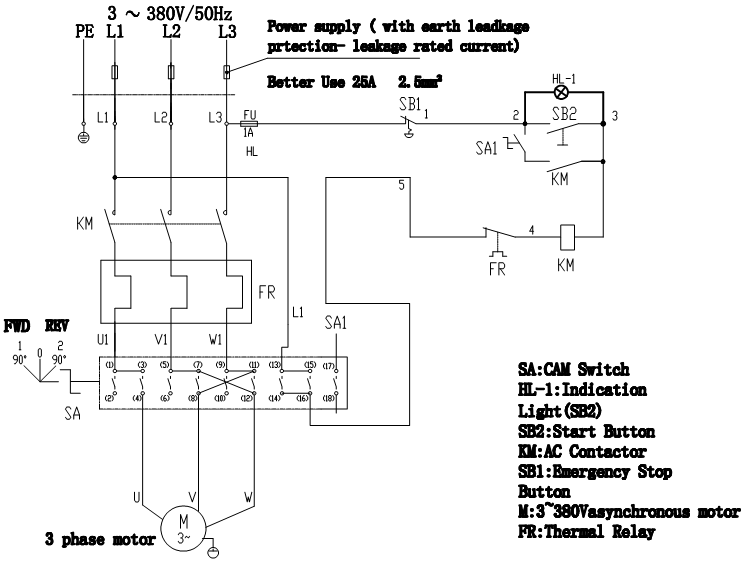 3 ~ 380V/50Hz
PE L1 L2 L3
Power supply ( with earth leadkage
prtection- leakage rated current)
Better Use 25A 2.5mm²
HL-1
SB1
1
2
SB2
3
L1 L2 L3
FU
1A
HL
SA1
KM
5
KM
4
FR
KM
FR
L1
SA1
U1 V1 W1
FWD REV
1 0 2
90° 90°
SA
(1) (3) (5) (7) (9) (11) (13) (15) (17)
(2) (4) (6) (8) (10) (12) (14) (16) (18)
U V W
M
3~
3 phase motor
SA:CAM Switch
HL-1:Indication
Light(SB2)
SB2:Start Button
KM:AC Contactor
SB1:Emergency Stop
Button
M:3~380Vasynchronous motor
FR:Thermal Relay